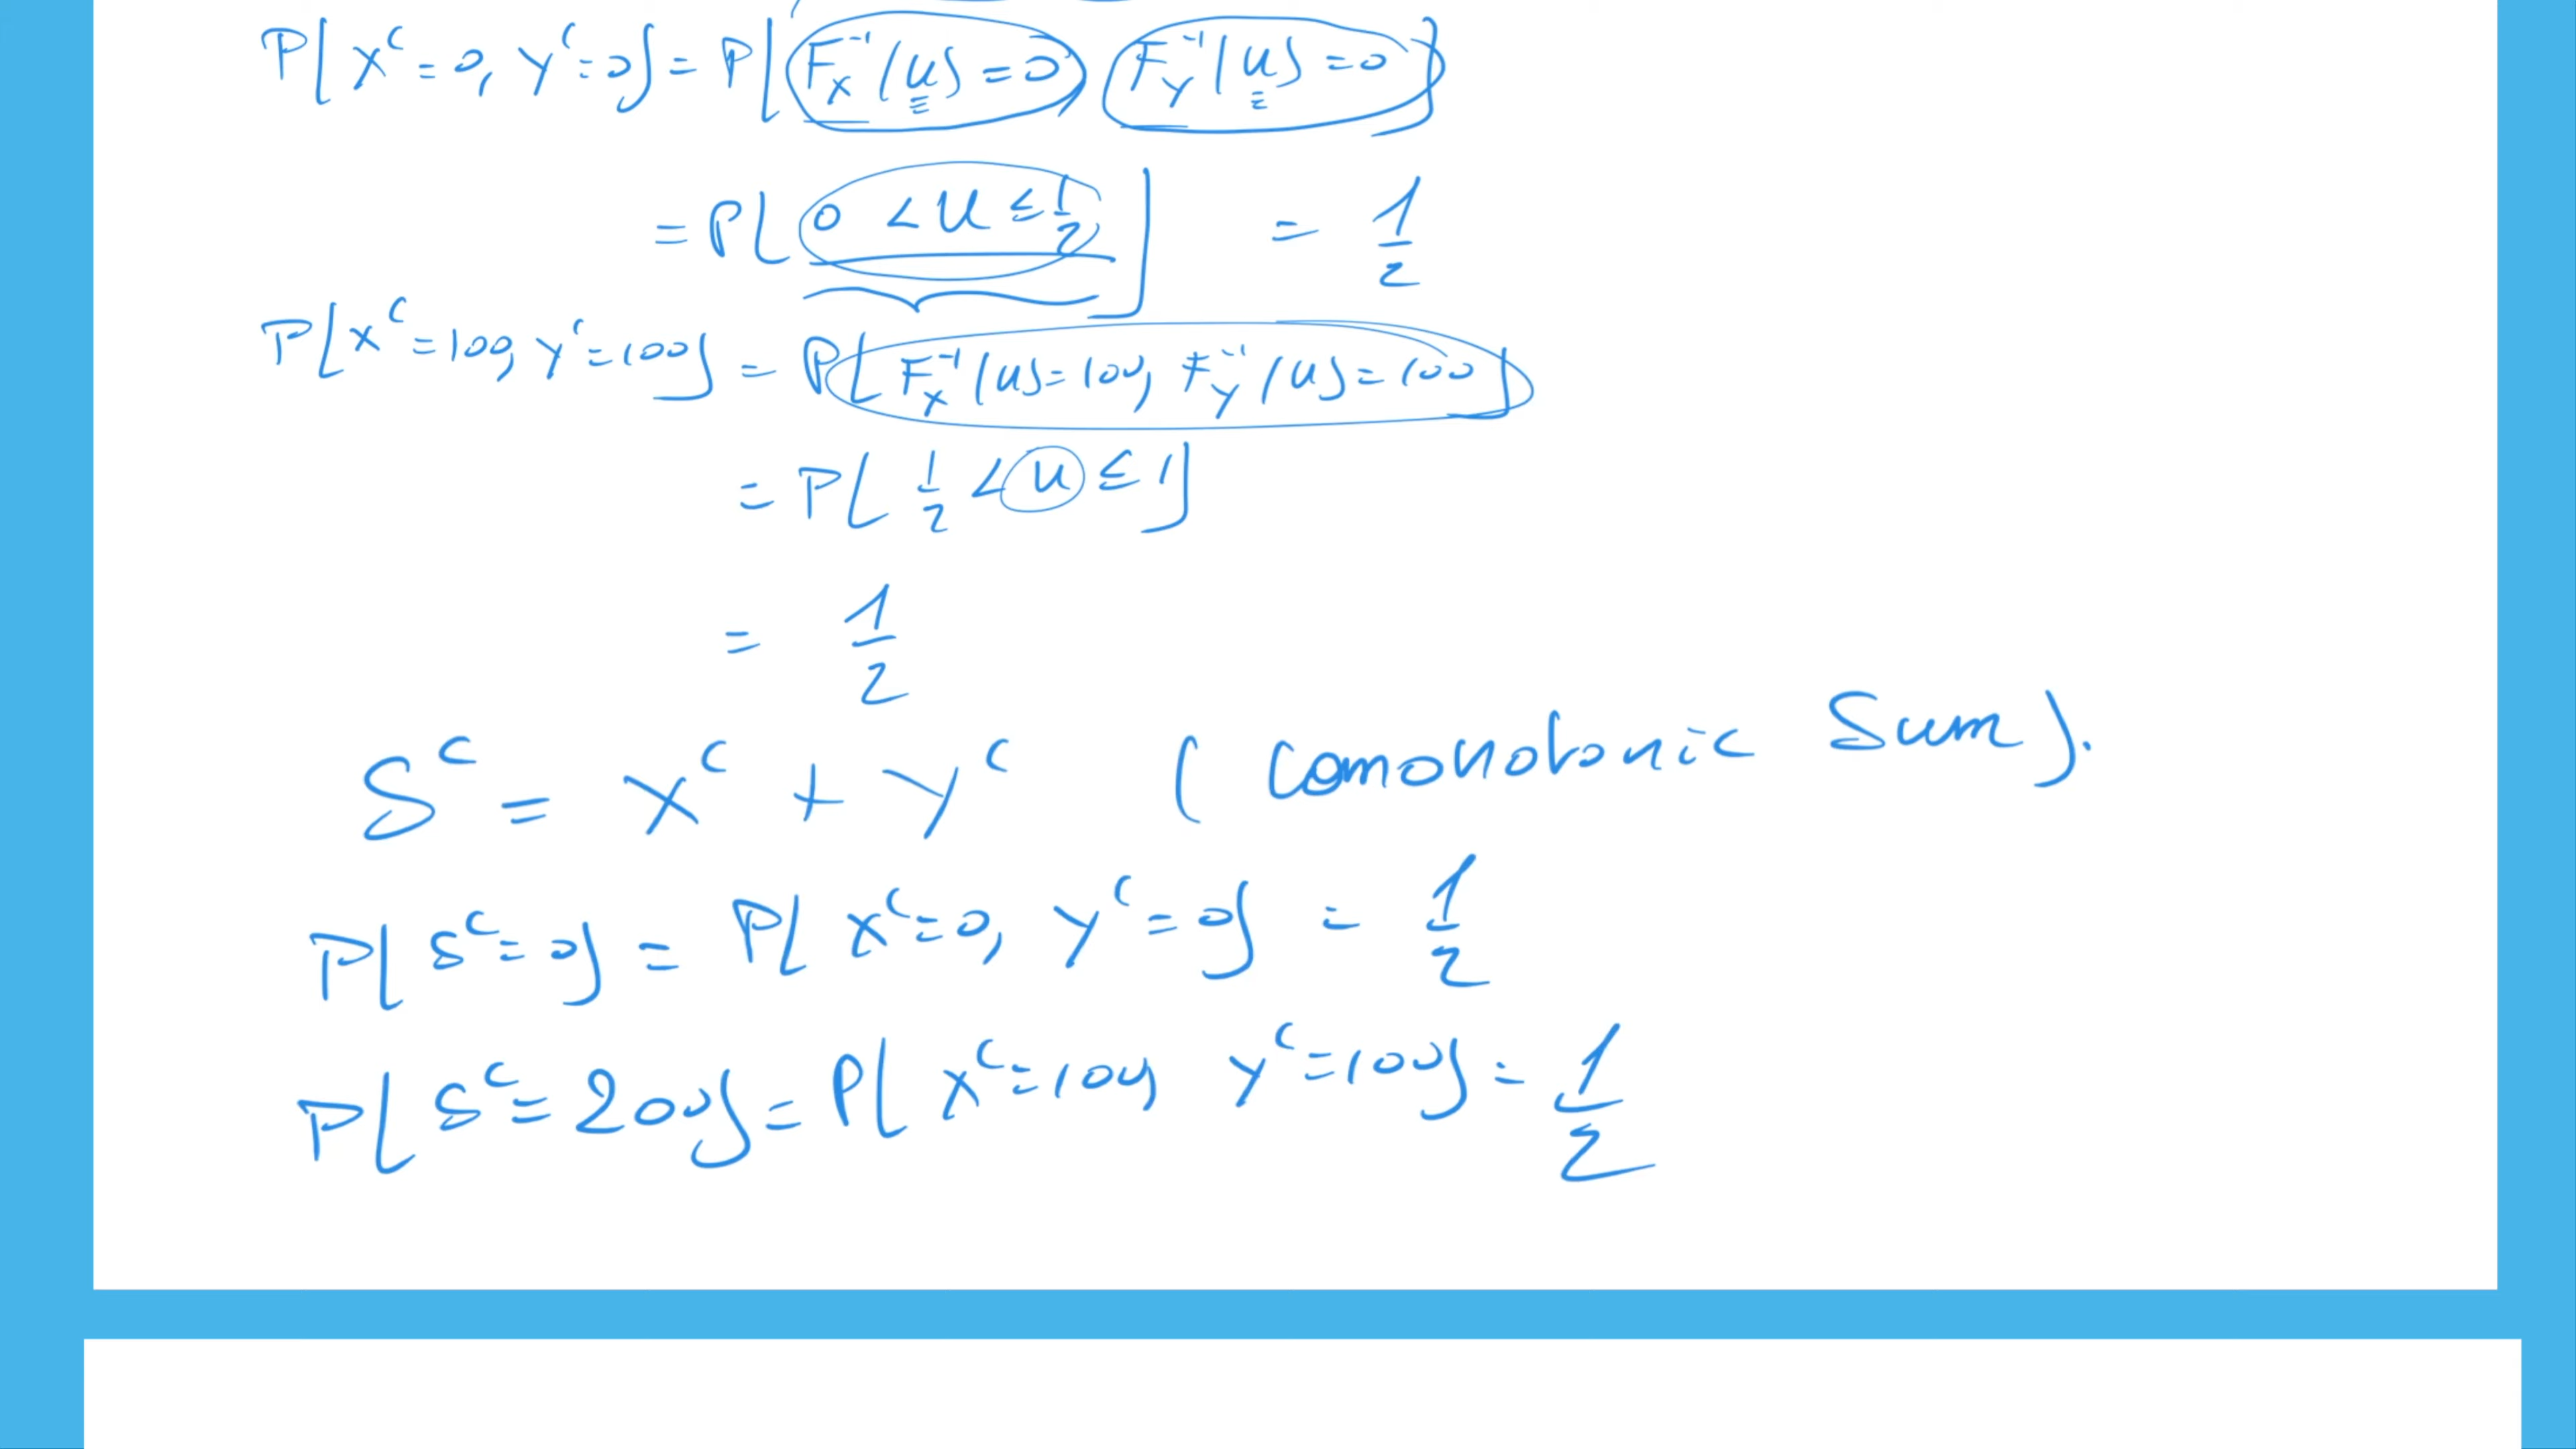 P[X^c = 0, Y^c = 0] = P[F_X^{-1}(U) = 0, F_Y^{-1}(U) = 0]
= P[0 < U ≤ 1/2] = 1/2
P[X^c = 100, Y^c = 100] = P[F_X^{-1}(U) = 100, F_Y^{-1}(U) = 100]
= P[1/2 < U ≤ 1]
= 1/2
S^c = X^c + Y^c (Comonotonic Sum).
P[S^c = 0] = P[X^c = 0, Y^c = 0] = 1/2
P[S^c = 200] = P[X^c = 100, Y^c = 100] = 1/2